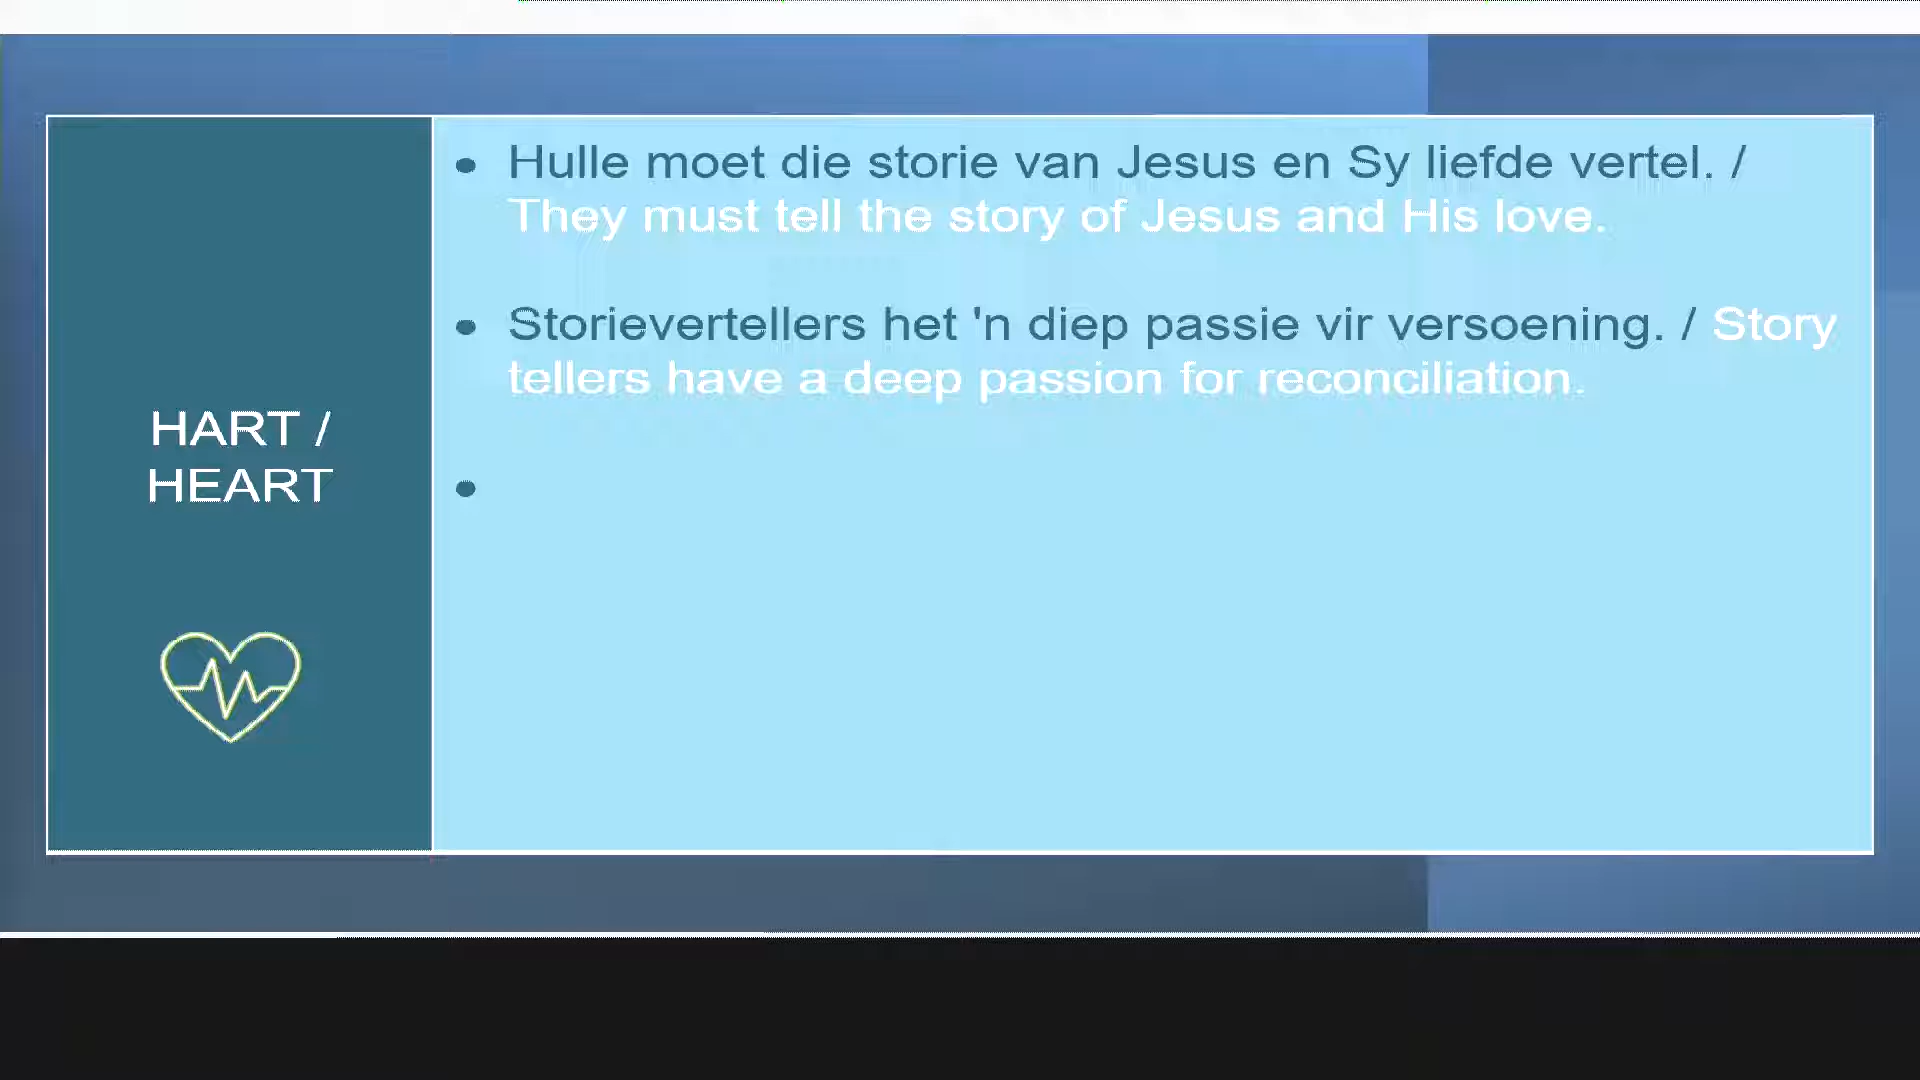 HART /
HEART
• Hulle moet die storie van Jesus en Sy liefde vertel. /
They must tell the story of Jesus and His love.
• Storievertellers het 'n diep passie vir versoening. / Story
tellers have a deep passion for reconciliation.
•